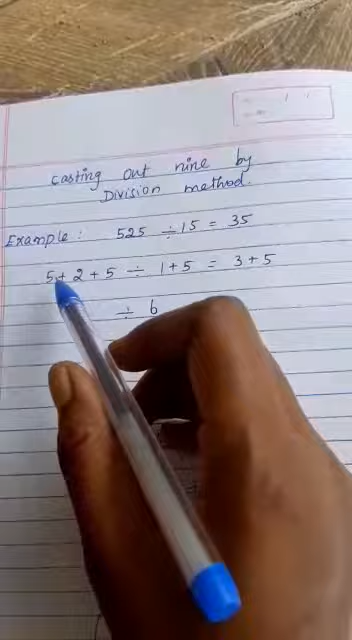 Casting out nine by
Division method.
Example: 525 ÷ 15 = 35
5 + 2 + 5 ÷ 1 + 5 = 3 + 5
÷ 6